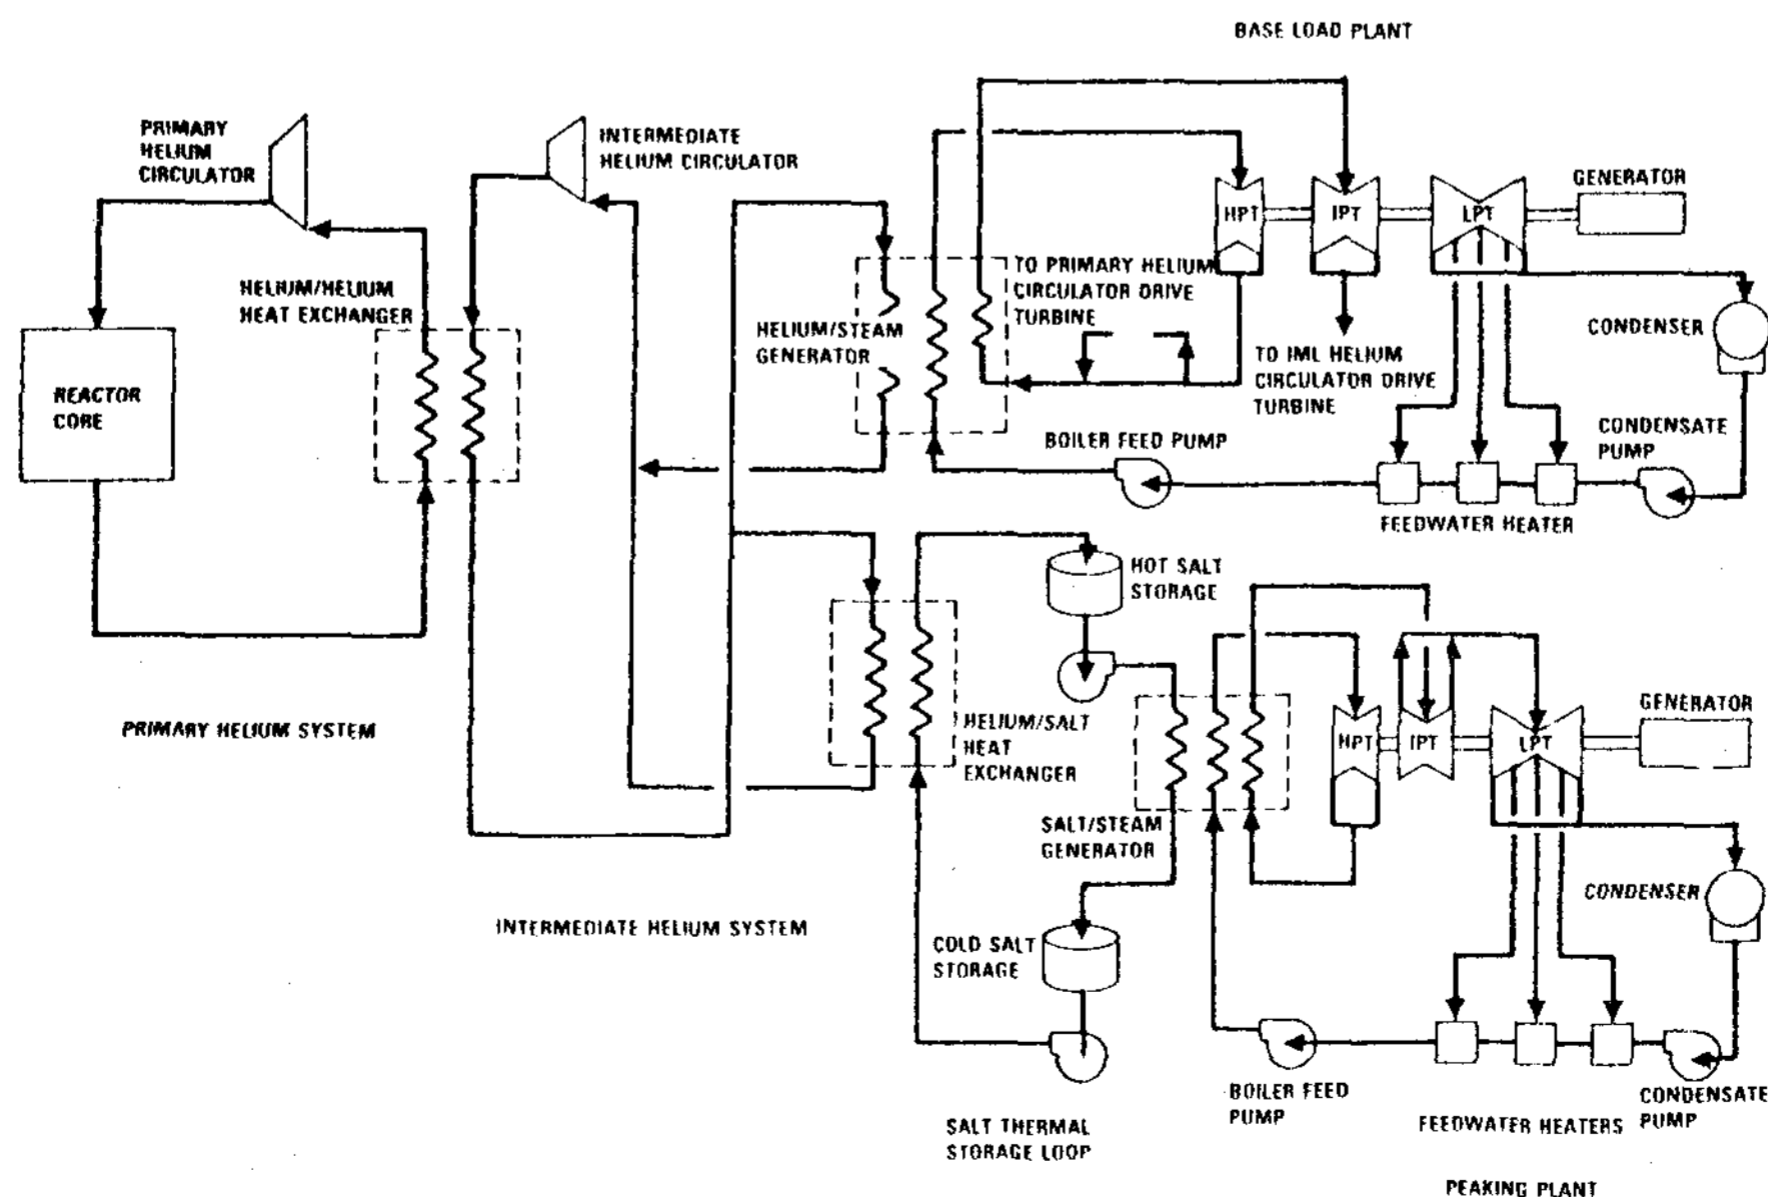 BASE LOAD PLANT
PRIMARY
HELIUM
CIRCULATOR
INTERMEDIATE
HELIUM CIRCULATOR
GENERATOR
HPT
IPT
LPT
HELIUM/HELIUM
HEAT EXCHANGER
TO PRIMARY HELIUM
CIRCULATOR DRIVE
TURBINE
HELIUM/STEAM
GENERATOR
CONDENSER
TO IML HELIUM
CIRCULATOR DRIVE
TURBINE
REACTOR
CORE
BOILER FEED PUMP
CONDENSATE
PUMP
FEEDWATER HEATER
HOT SALT
STORAGE
PRIMARY HELIUM SYSTEM
HELIUM/SALT
HEAT
EXCHANGER
GENERATOR
HPT
IPT
LPT
SALT/STEAM
GENERATOR
CONDENSER
INTERMEDIATE HELIUM SYSTEM
COLD SALT
STORAGE
BOILER FEED
PUMP
CONDENSATE
PUMP
FEEDWATER HEATERS
SALT THERMAL
STORAGE LOOP
PEAKING PLANT